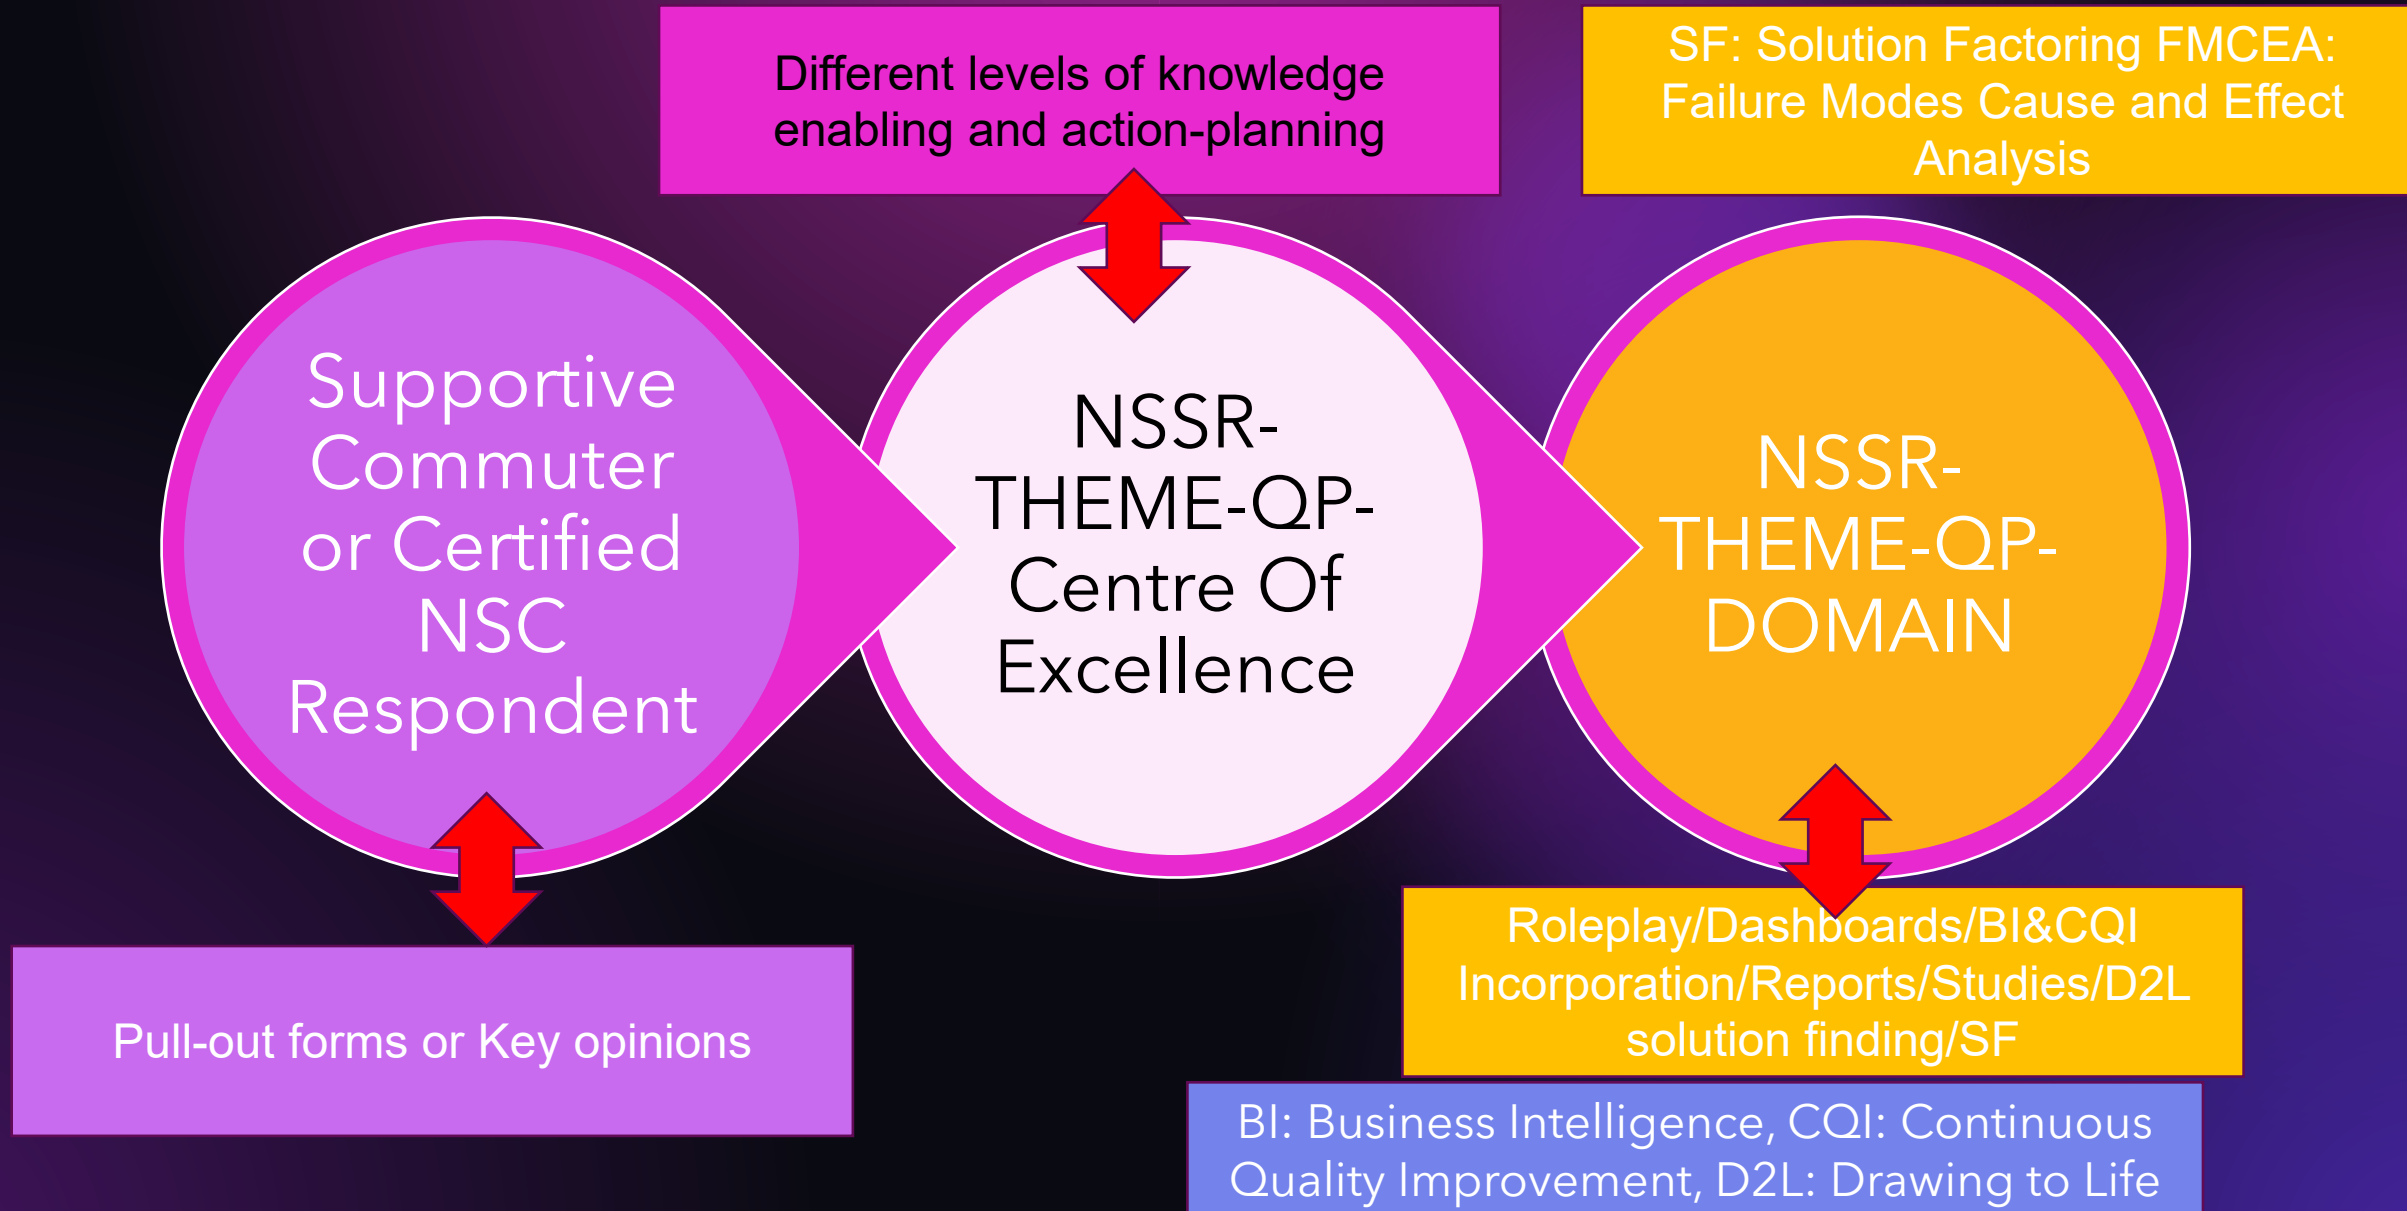 Different levels of knowledge
enabling and action-planning
SF: Solution Factoring FMCEA:
Failure Modes Cause and Effect
Analysis
Supportive
Commuter
or Certified
NSC
Respondent
NSSR-
THEME-QP-
Centre Of
Excellence
NSSR-
THEME-QP-
DOMAIN
Pull-out forms or Key opinions
Roleplay/Dashboards/BI&CQI
Incorporation/Reports/Studies/D2L
solution finding/SF
BI: Business Intelligence, CQI: Continuous
Quality Improvement, D2L: Drawing to Life